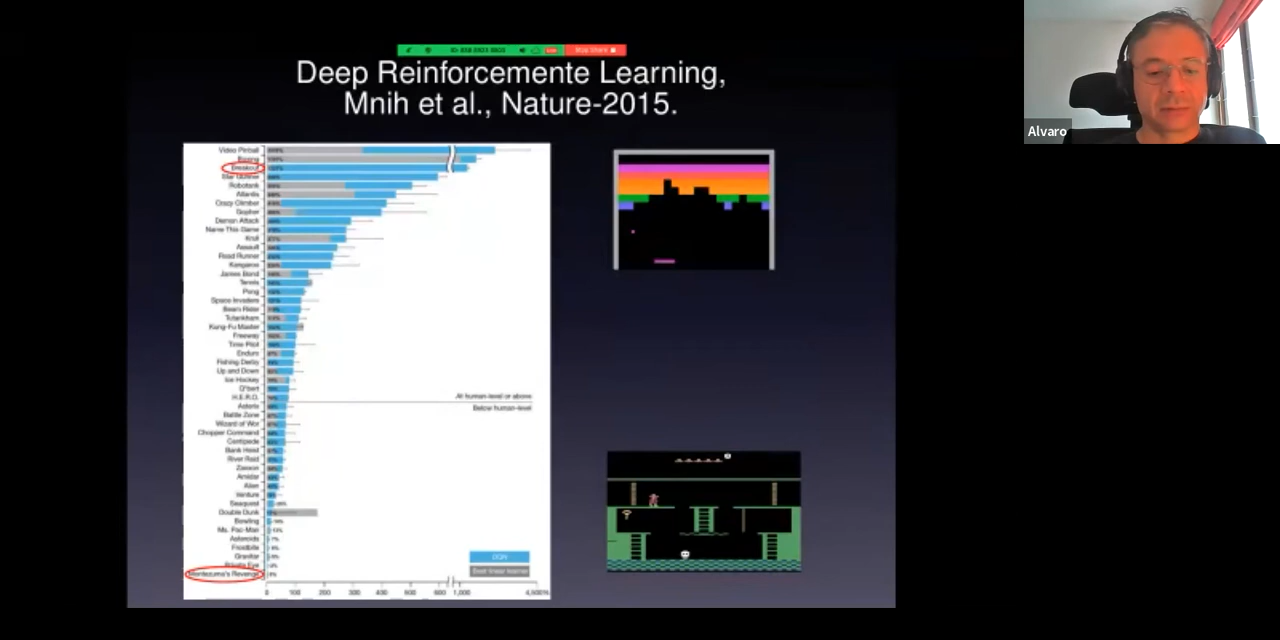 Stop Share
Deep Reinforcemente Learning,
Mnih et al., Nature-2015.
Alvaro
Video Pinball
Boxing
Breakout
Star Gunner
Robotank
Atlantis
Crazy Climber
Gopher
Demon Attack
Name This Game
Krull
Assault
Road Runner
Kangaroo
James Bond
Tennis
Pong
Space Invaders
Beam Rider
Tutankham
Kung-Fu Master
Freeway
Time Pilot
Enduro
Fishing Derby
Up and Down
Ice Hockey
Q*bert
H.E.R.O.
At human-level or above
Asterix
Below human-level
Battle Zone
Wizard of Wor
Chopper Command
Centipede
Bank Heist
River Raid
Zaxxon
Amidar
Alien
Venture
Seaquest
Double Dunk
Bowling
Ms. Pac-Man
Asteroids
Frostbite
Gravitar
Private Eye
Montezuma's Revenge
DQN
Best linear learner
0 100 200 300 400 500 600 1,000 4,500%